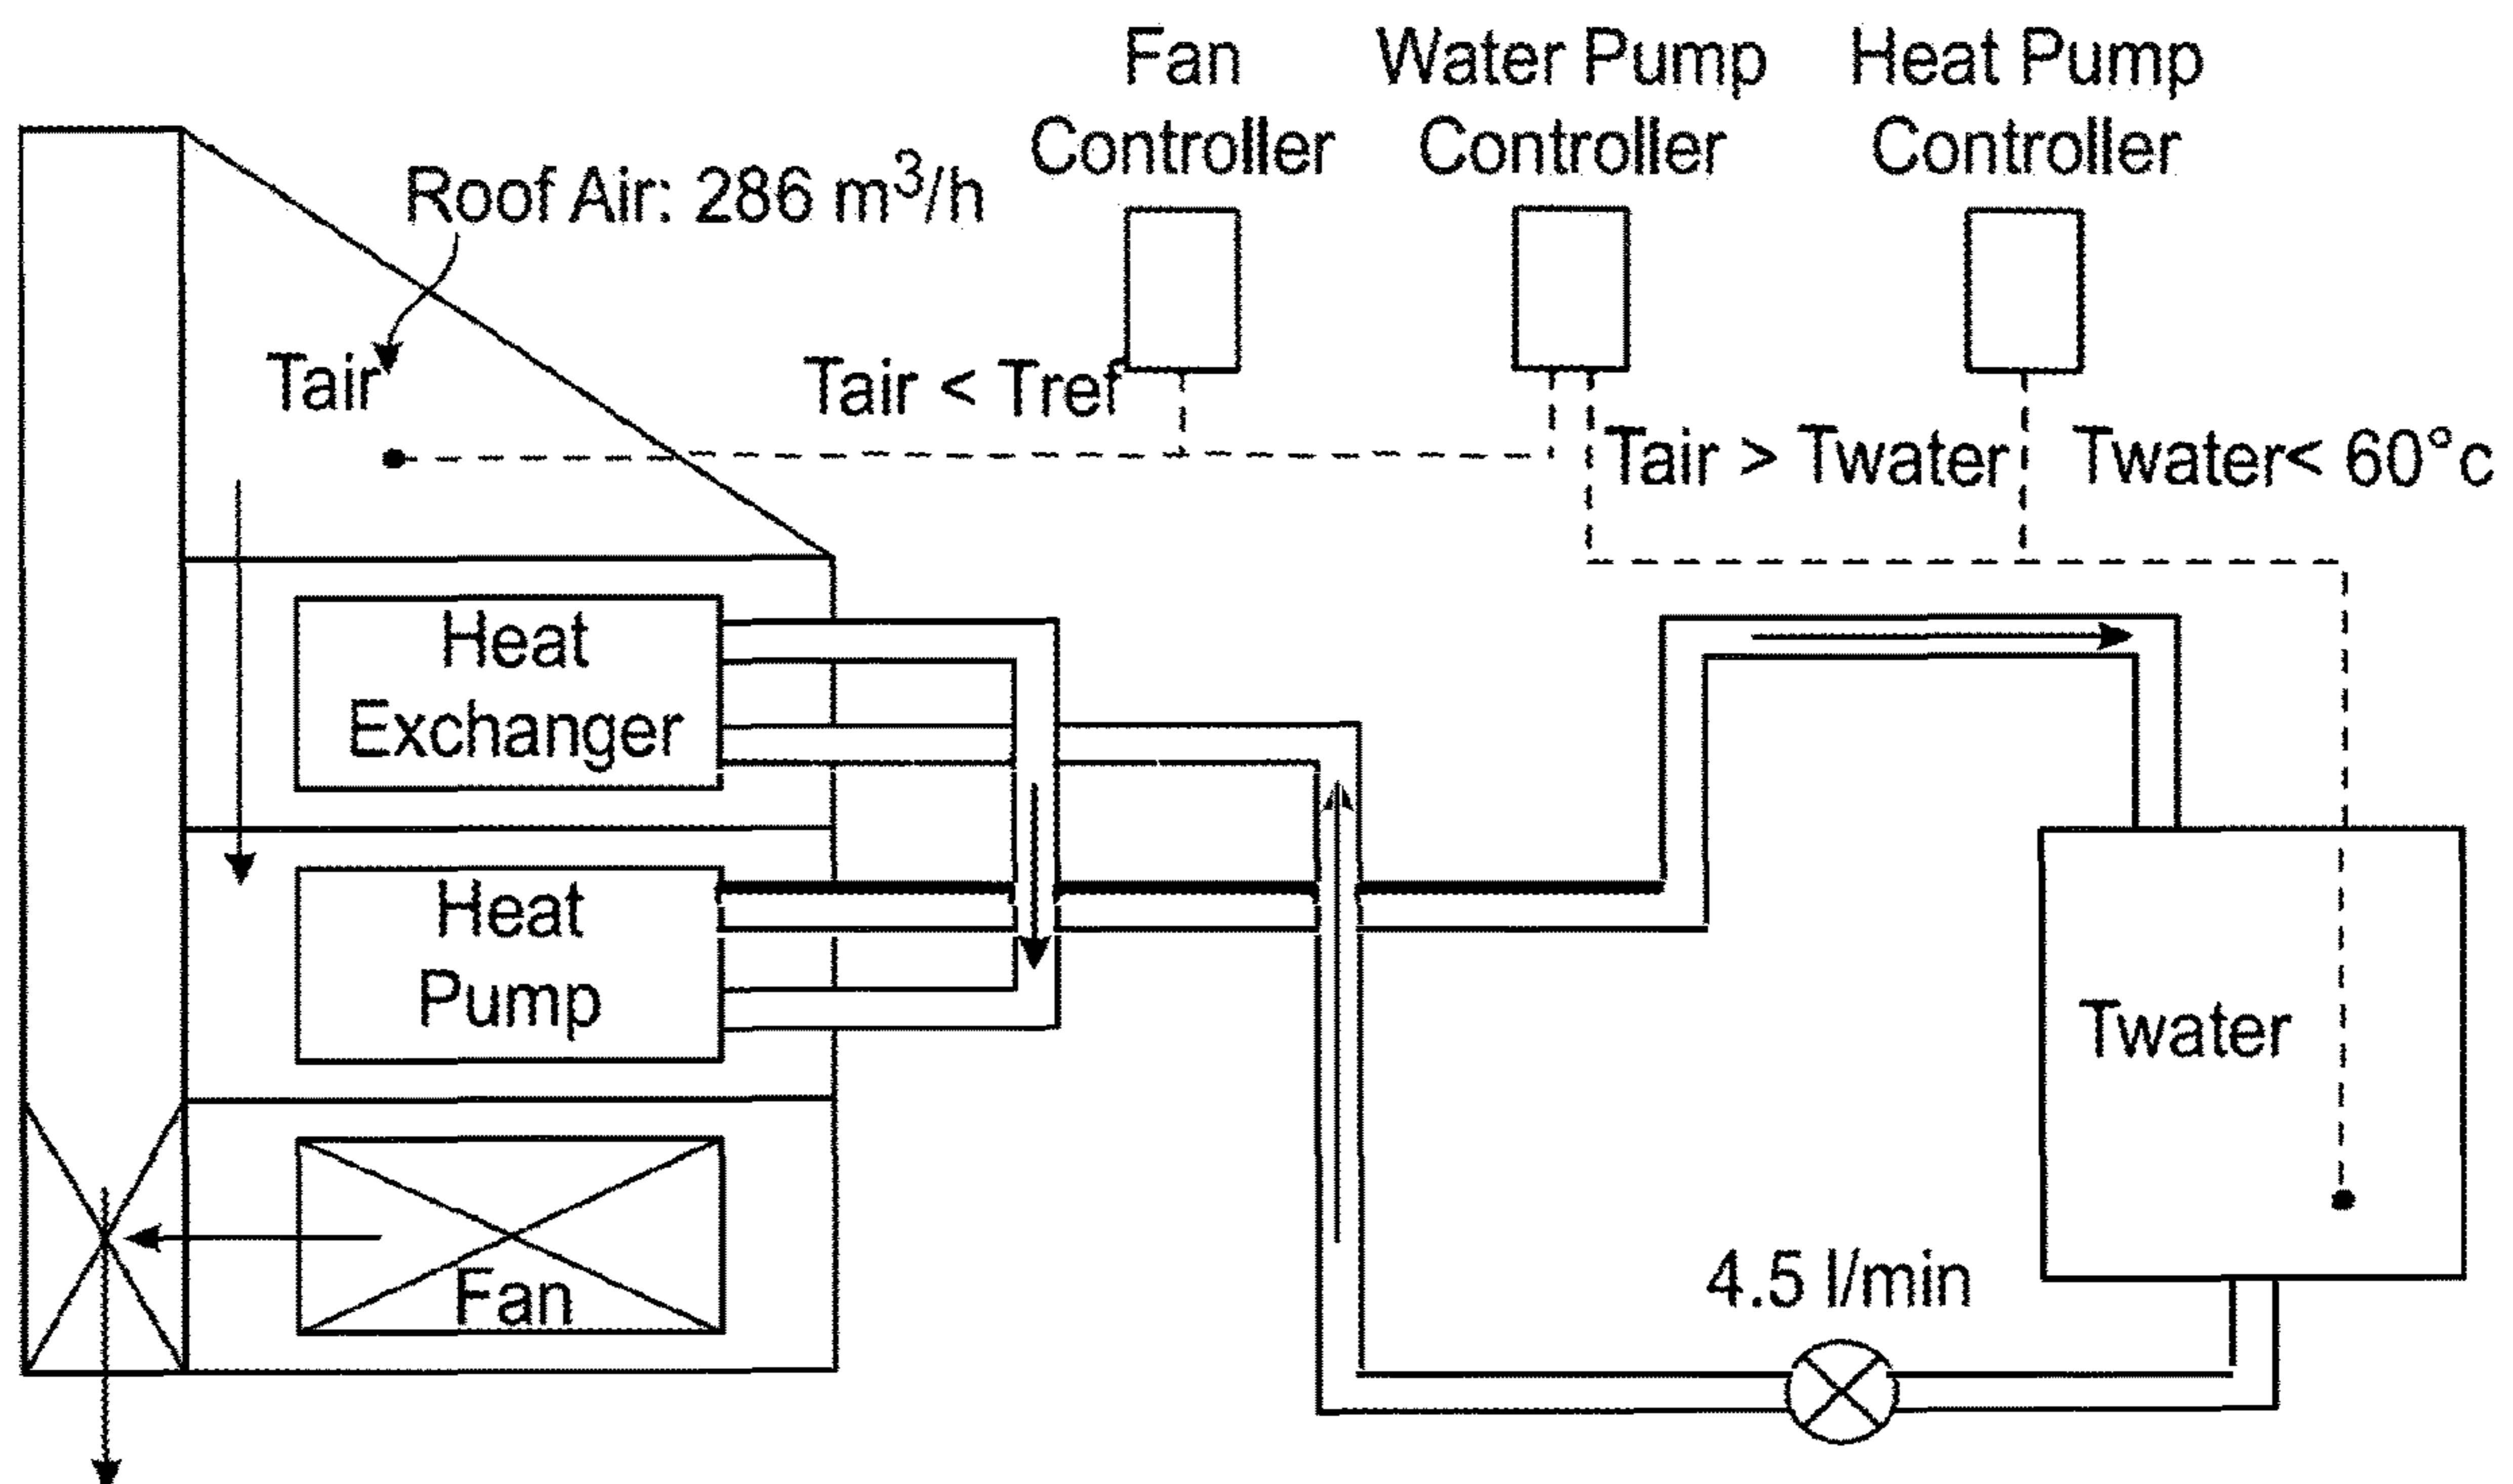 Fan
Controller
Water Pump
Controller
Heat Pump
Controller
Roof Air: 286 m³/h
Tair
Tair < Tref
Tair > Twater
Twater< 60°c
Heat
Exchanger
Heat
Pump
Fan
Twater
4.5 l/min